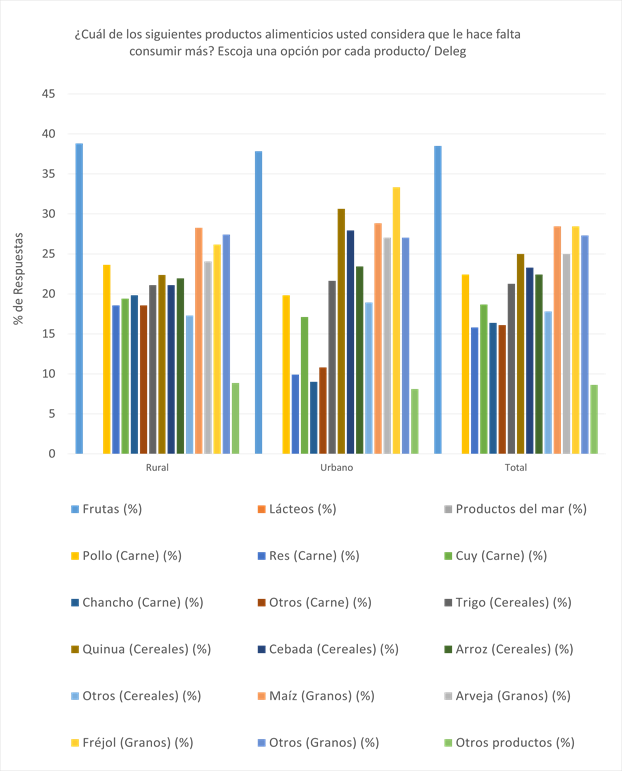 ¿Cuál de los siguientes productos alimenticios usted considera que le hace falta
consumir más? Escoja una opción por cada producto/ Deleg
% de Respuestas
45
40
35
30
25
20
15
10
5
0
Rural Urbano Total
Frutas (%) Lácteos (%) Productos del mar (%)
Pollo (Carne) (%) Res (Carne) (%) Cuy (Carne) (%)
Chancho (Carne) (%) Otros (Carne) (%) Trigo (Cereales) (%)
Quinua (Cereales) (%) Cebada (Cereales) (%) Arroz (Cereales) (%)
Otros (Cereales) (%) Maíz (Granos) (%) Arveja (Granos) (%)
Fréjol (Granos) (%) Otros (Granos) (%) Otros productos (%)